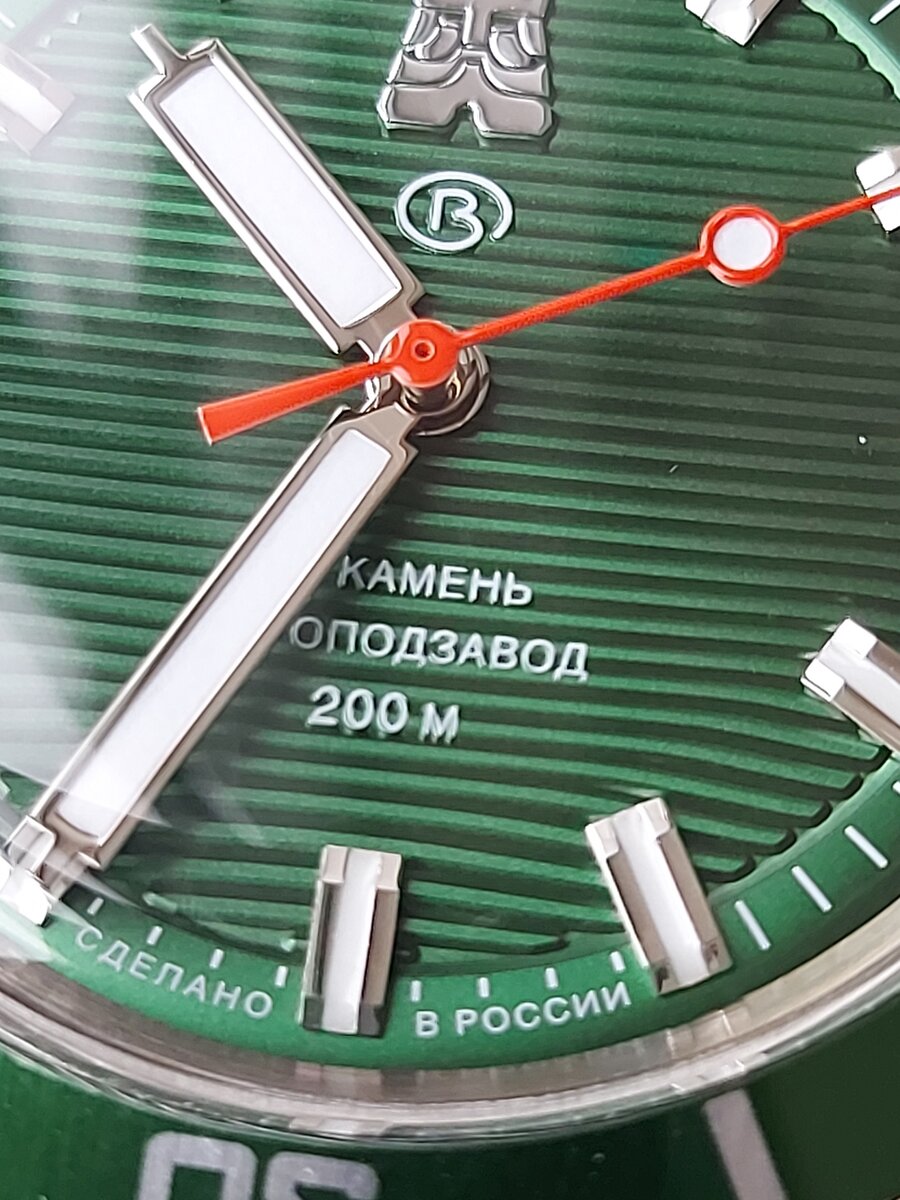 В
КАМЕНЬ
ОПОДЗАВОД
200 М
СДЕЛАНО В РОССИИ